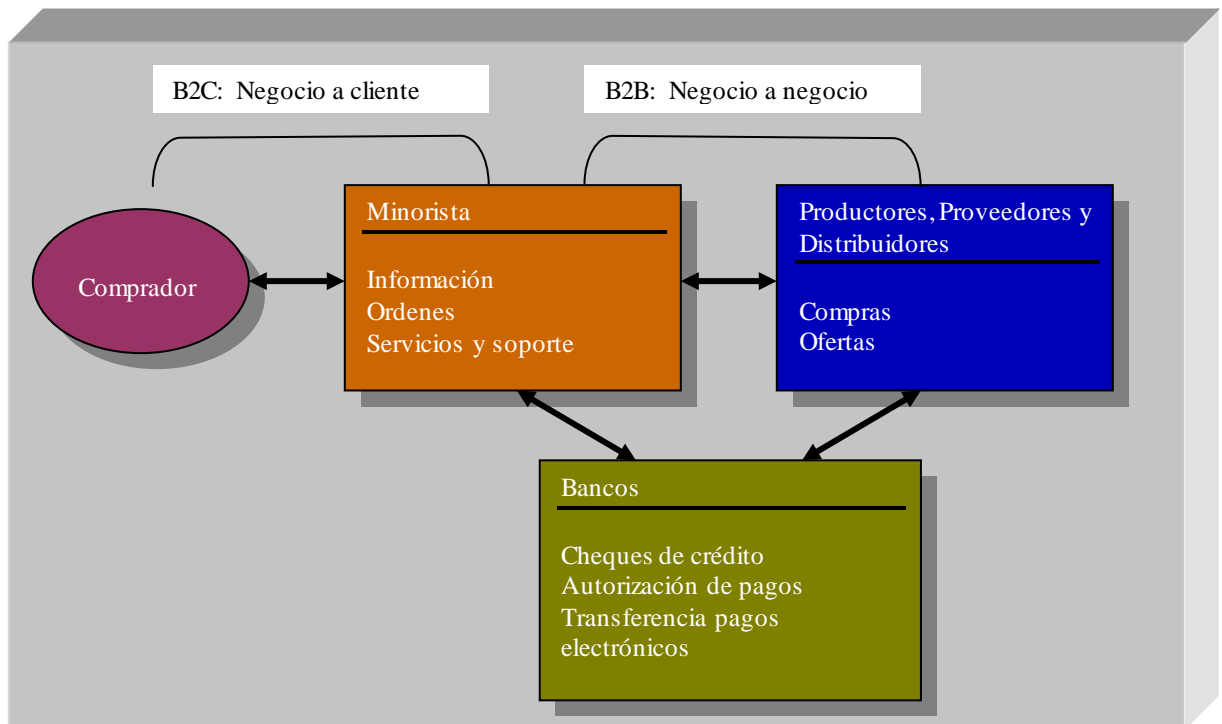 B2C: Negocio a cliente
B2B: Negocio a negocio
Comprador
Minorista
Información
Ordenes
Servicios y soporte
Productores, Proveedores y
Distribuidores
Compras
Ofertas
Bancos
Cheques de crédito
Autorización de pagos
Transferencia pagos
electrónicos